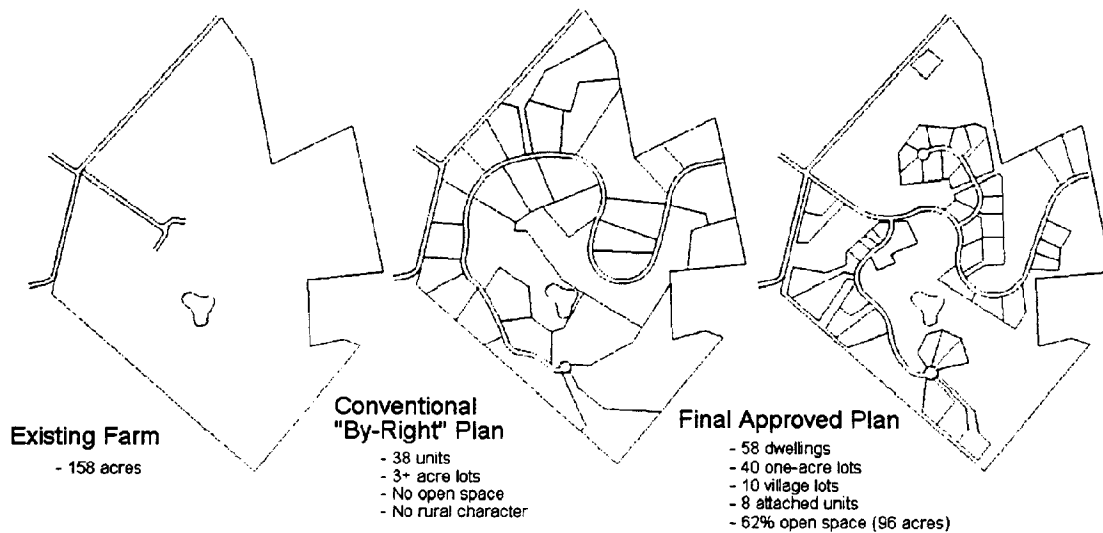 Existing Farm
- 158 acres
Conventional
"By-Right" Plan
- 38 units
- 3+ acre lots
- No open space
- No rural character
Final Approved Plan
- 58 dwellings
- 40 one-acre lots
- 10 village lots
- 8 attached units
- 62% open space (96 acres)